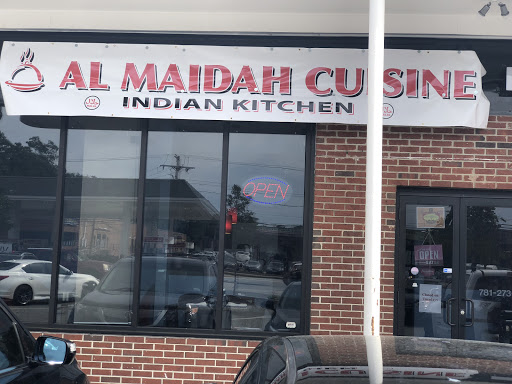 AL MAIDAH CUISINE
INDIAN KITCHEN
OPEN
OPEN
781-273